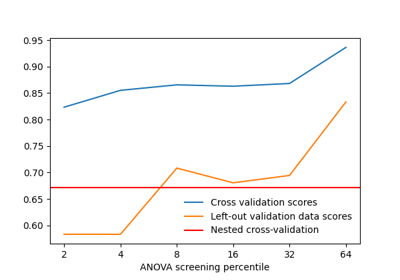 0.95
0.90
0.85
0.80
0.75
0.70
0.65
0.60
Cross validation scores
Left-out validation data scores
Nested cross-validation
2 4 8 16 32 64
ANOVA screening percentile